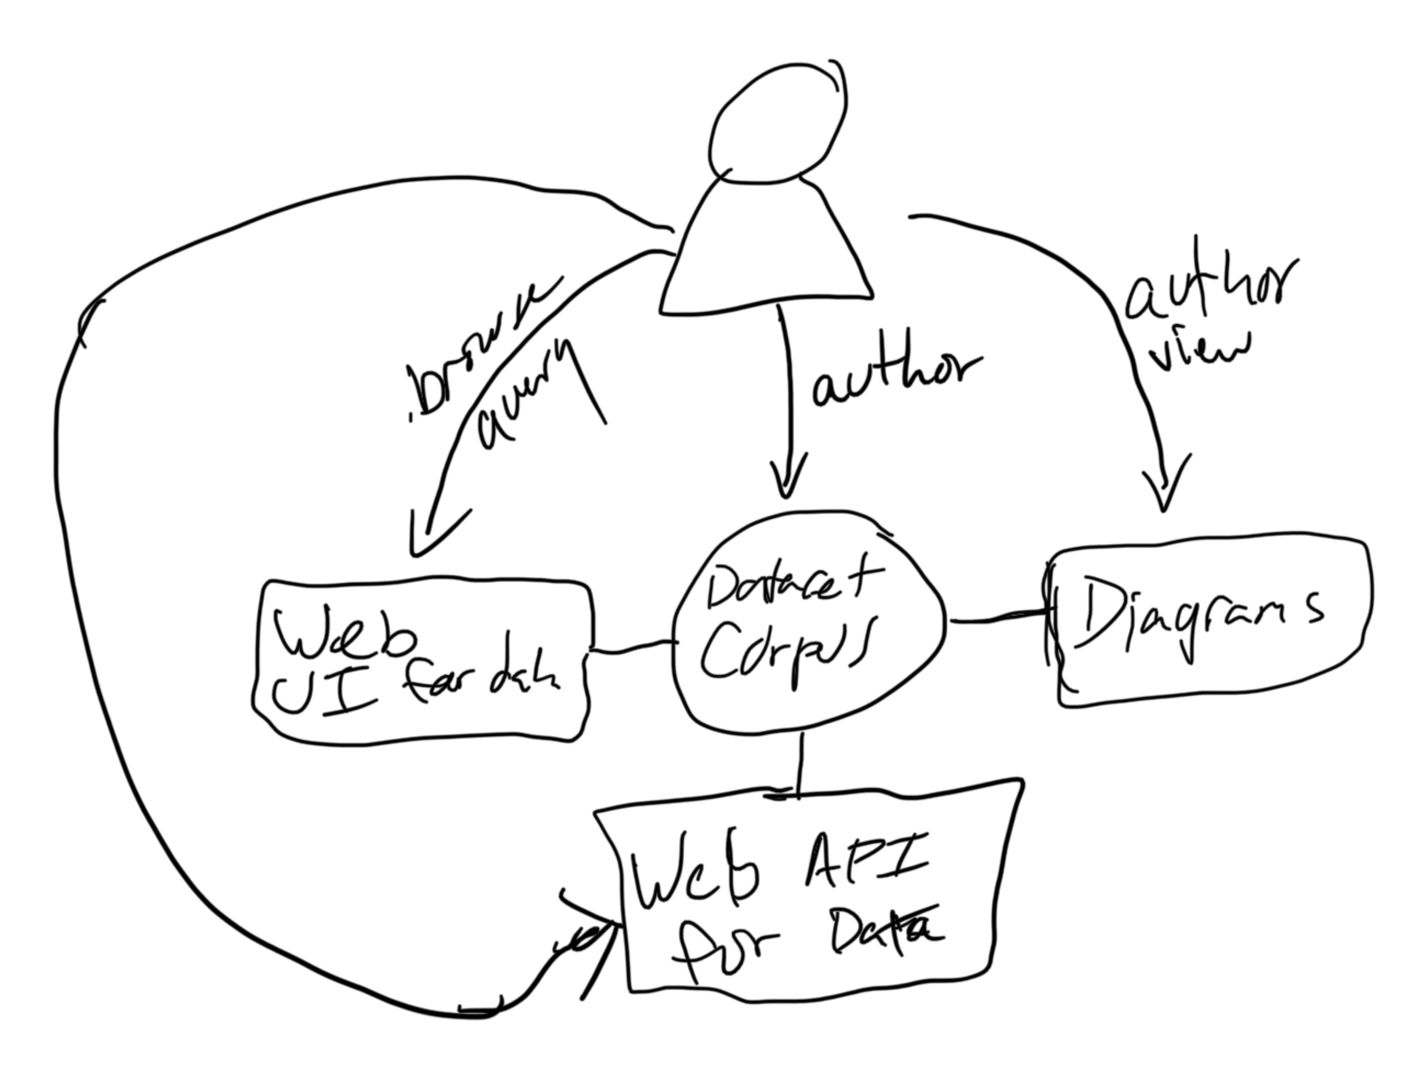 browse
query
author
author
view
Web
UI for data
Dataset
Corpus
Diagrams
Web API
for Data